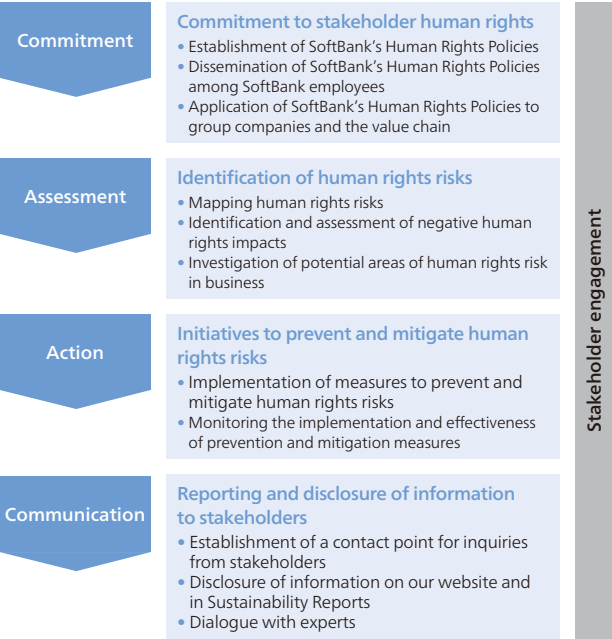 Commitment
Commitment to stakeholder human rights
• Establishment of SoftBank's Human Rights Policies
• Dissemination of SoftBank's Human Rights Policies
among SoftBank employees
• Application of SoftBank's Human Rights Policies to
group companies and the value chain
Assessment
Identification of human rights risks
• Mapping human rights risks
• Identification and assessment of negative human
rights impacts
• Investigation of potential areas of human rights risk
in business
Action
Initiatives to prevent and mitigate human
rights risks
• Implementation of measures to prevent and
mitigate human rights risks
• Monitoring the implementation and effectiveness
of prevention and mitigation measures
Communication
Reporting and disclosure of information
to stakeholders
• Establishment of a contact point for inquiries
from stakeholders
• Disclosure of information on our website and
in Sustainability Reports
• Dialogue with experts
Stakeholder engagement